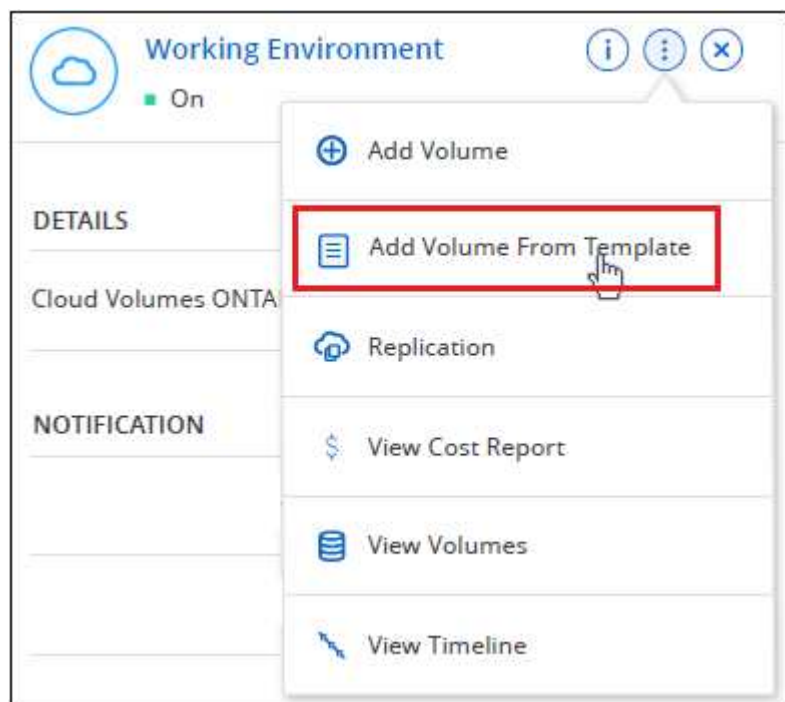 Working Environment
On
Add Volume
DETAILS
Add Volume From Template
Cloud Volumes ONTA
Replication
NOTIFICATION
$ View Cost Report
View Volumes
View Timeline